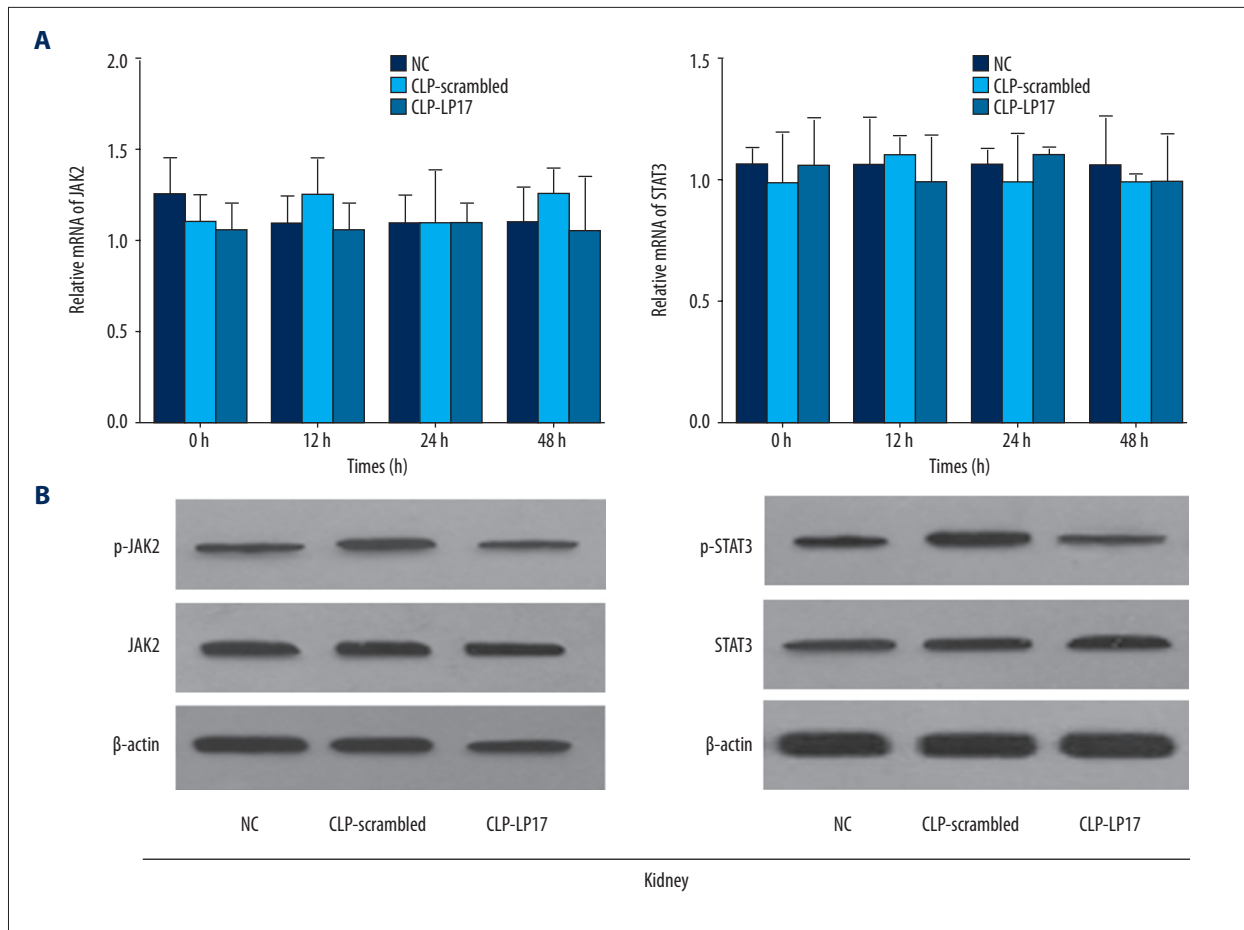 A
2.0
1.5
1.0
0.5
0.0
Relative mRNA of JAK2
NC
CLP-scrambled
CLP-LP17
0 h 12 h 24 h 48 h
Times (h)
1.5
1.0
0.5
0.0
Relative mRNA of STAT3
NC
CLP-scrambled
CLP-LP17
0 h 12 h 24 h 48 h
Times (h)
B
p-JAK2
JAK2
β-actin
NC CLP-scrambled CLP-LP17
p-STAT3
STAT3
β-actin
NC CLP-scrambled CLP-LP17
Kidney